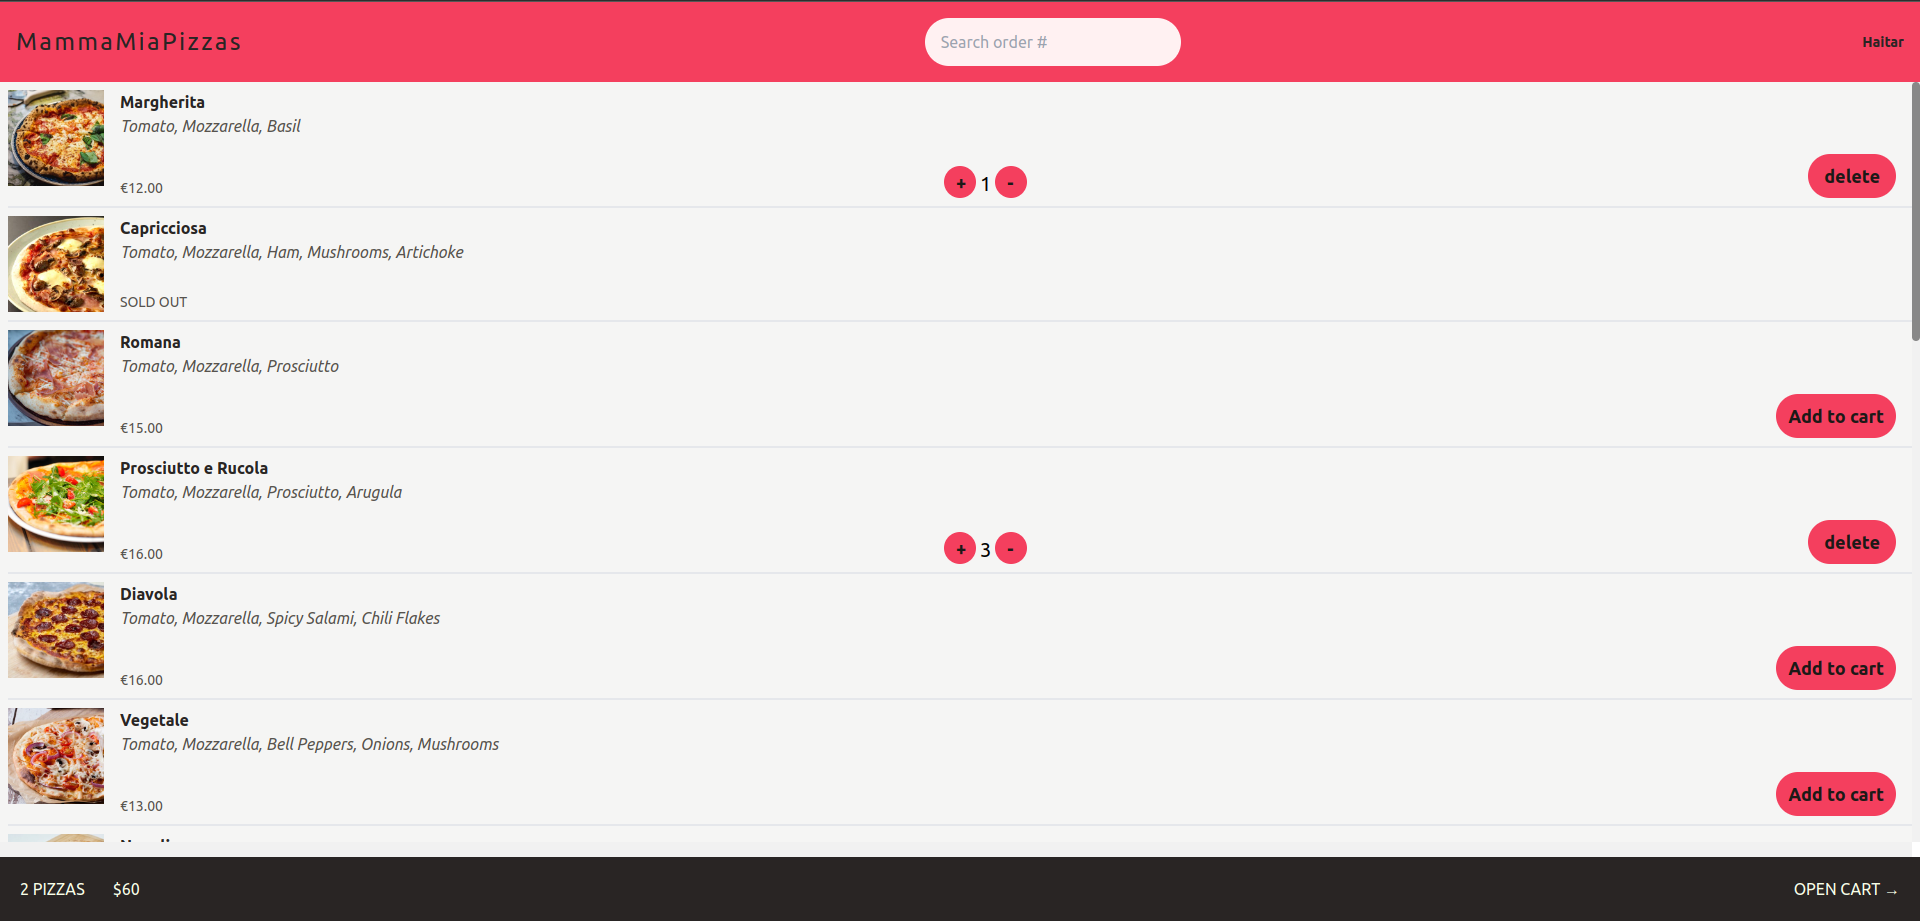 MammaMiaPizzas
Search order #
Haitar
Margherita
Tomato, Mozzarella, Basil
€12.00
+ 1 -
delete
Capricciosa
Tomato, Mozzarella, Ham, Mushrooms, Artichoke
SOLD OUT
Romana
Tomato, Mozzarella, Prosciutto
€15.00
Add to cart
Prosciutto e Rucola
Tomato, Mozzarella, Prosciutto, Arugula
€16.00
+ 3 -
delete
Diavola
Tomato, Mozzarella, Spicy Salami, Chili Flakes
€16.00
Add to cart
Vegetale
Tomato, Mozzarella, Bell Peppers, Onions, Mushrooms
€13.00
Add to cart
2 PIZZAS
$60
OPEN CART →